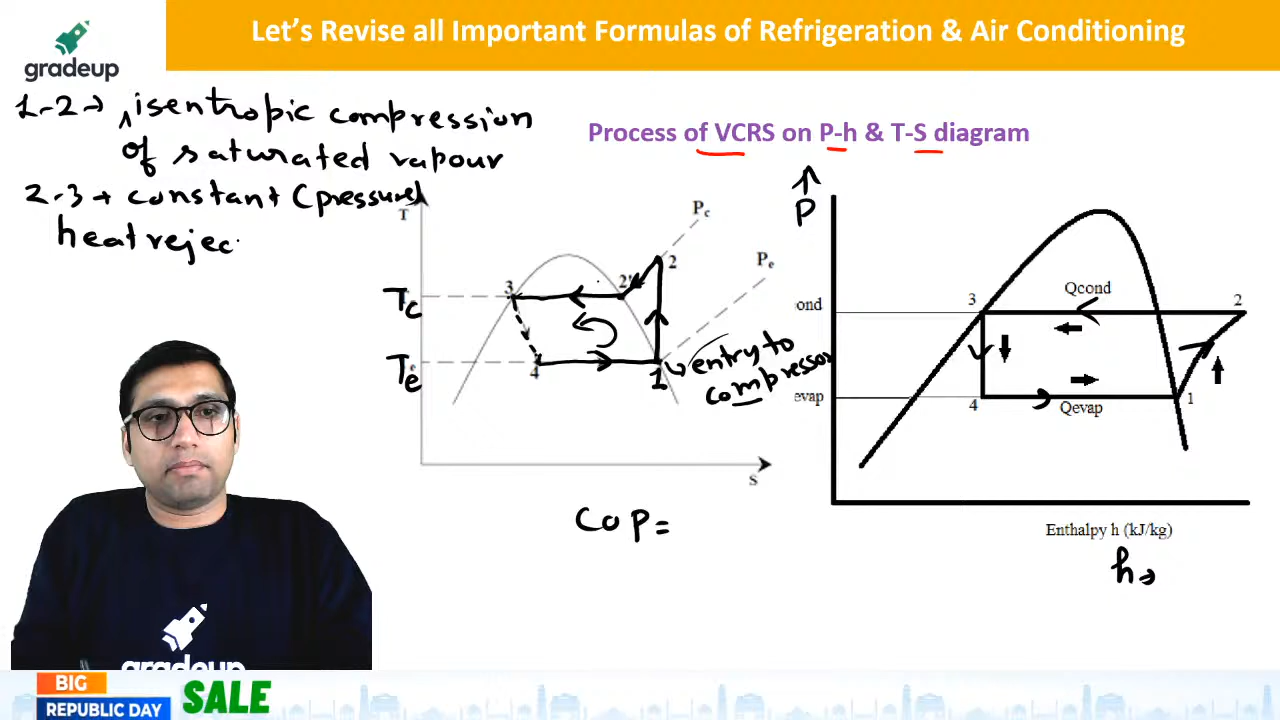 Let's Revise all Important Formulas of Refrigeration & Air Conditioning
gradeup
1-2→ isentropic compression
of saturated vapour
2-3→ constant (pressure)
heat rejec
Process of VCRS on P-h & T-S diagram
T
Pc
Pe
2
2'
3
Tc
Te
4
1
entry to
compressor
s
COP=
P
ond
evap
3
Qcond
2
4
Qevap
1
Enthalpy h (kJ/kg)
h→
gradeup
BIG
REPUBLIC DAY
SALE